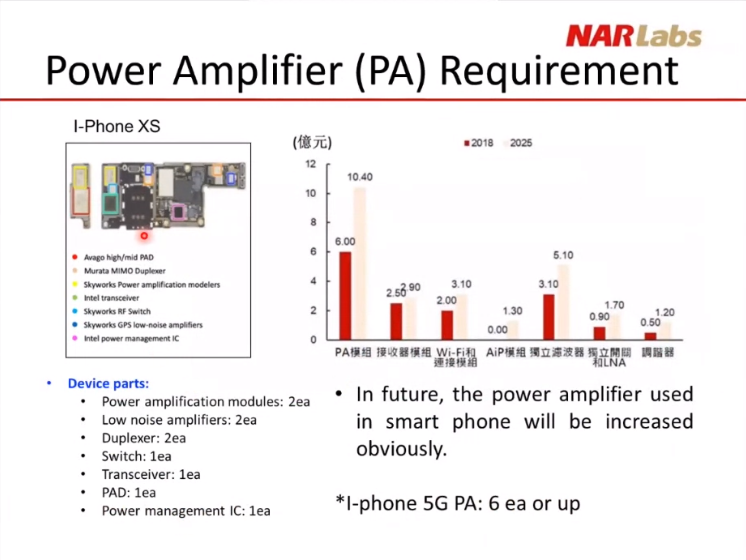 NARLabs
Power Amplifier (PA) Requirement
I-Phone XS
Avago high/mid PAD
Murata MIMO Duplexer
Skyworks Power amplification modelers
Intel transceiver
Skyworks RF Switch
Skyworks GPS low-noise amplifiers
Intel power management IC
(億元)
2018 2025
12
10
8
6
4
2
0
6.00 10.40
2.50 2.90
2.00 3.10
0.00 1.30
3.10 5.10
0.90 1.70
0.50 1.20
PA模組 接收器模組 Wi-Fi和 AiP模組 獨立濾波器 獨立開關 調諧器
連接模組 和LNA
• Device parts:
• Power amplification modules: 2ea
• Low noise amplifiers: 2ea
• Duplexer: 2ea
• Switch: 1ea
• Transceiver: 1ea
• PAD: 1ea
• Power management IC: 1ea
• In future, the power amplifier used
in smart phone will be increased
obviously.
*I-phone 5G PA: 6 ea or up